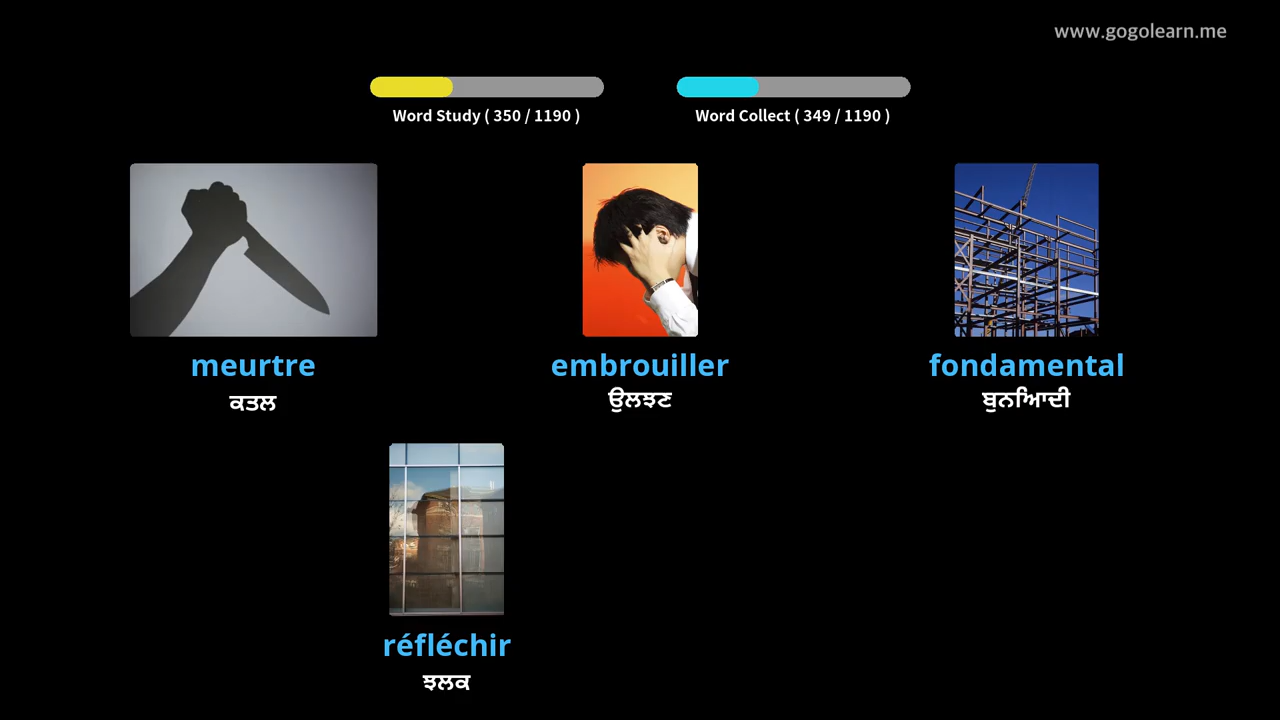 www.gogolearn.me
Word Study ( 350 / 1190 )
Word Collect ( 349 / 1190 )
meurtre
ਕਤਲ
embrouiller
ਉਲਝਣ
fondamental
ਬੁਨਿਆਦੀ
réfléchir
ਝਲਕ